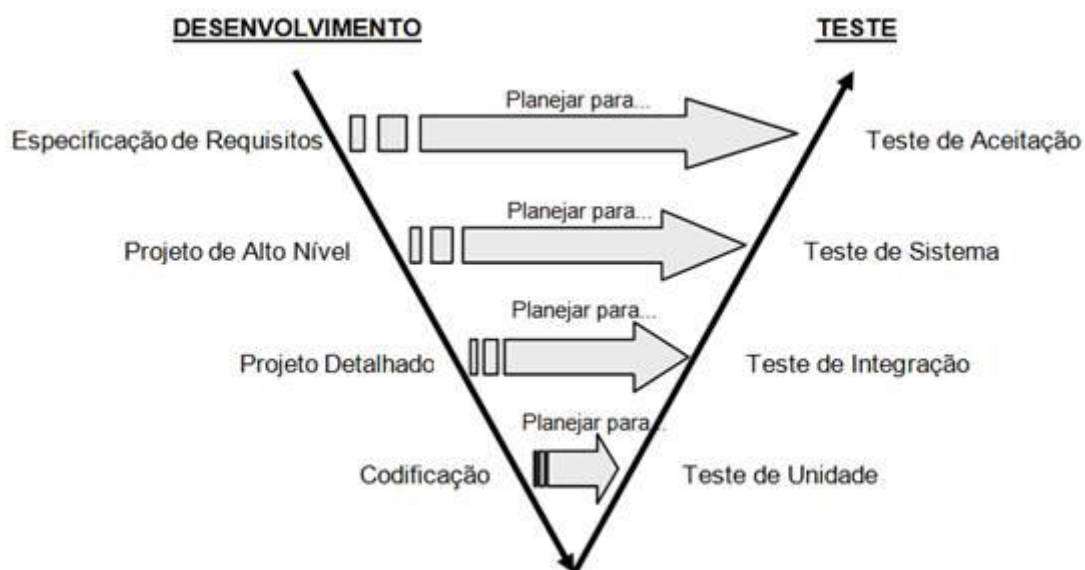 DESENVOLVIMENTO
TESTE
Planejar para...
Especificação de Requisitos
Teste de Aceitação
Planejar para...
Projeto de Alto Nível
Teste de Sistema
Planejar para...
Projeto Detalhado
Teste de Integração
Planejar para...
Codificação
Teste de Unidade